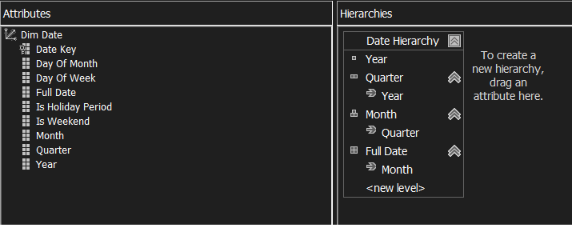 Attributes
Dim Date
Date Key
Day Of Month
Day Of Week
Full Date
Is Holiday Period
Is Weekend
Month
Quarter
Year
Hierarchies
Date Hierarchy
Year
Quarter
Year
Month
Quarter
Full Date
Month
<new level>
To create a
new hierarchy,
drag an
attribute here.